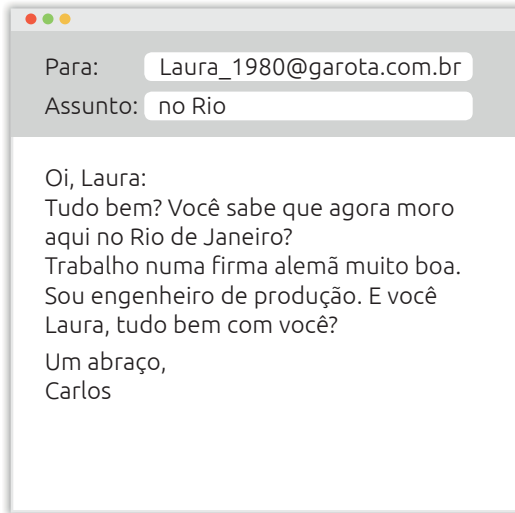 Para: Laura_1980@garota.com.br
Assunto: no Rio
Oi, Laura:
Tudo bem? Você sabe que agora moro
aqui no Rio de Janeiro?
Trabalho numa firma alemã muito boa.
Sou engenheiro de produção. E você
Laura, tudo bem com você?
Um abraço,
Carlos